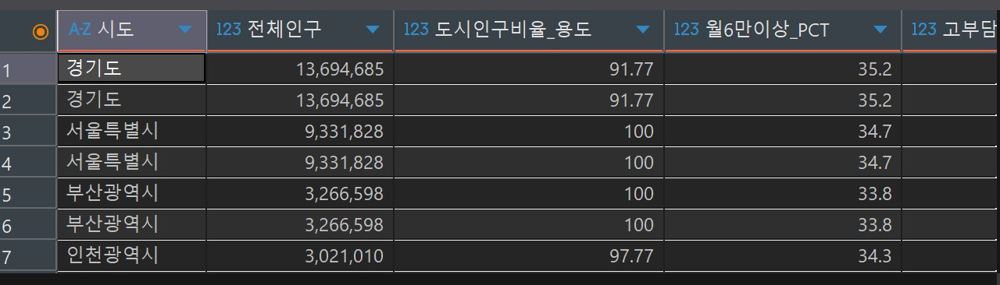 A-Z 시도 123 전체인구 123 도시인구비율_용도 123 월6만이상_PCT 123 고부담
1 경기도 13,694,685 91.77 35.2
2 경기도 13,694,685 91.77 35.2
3 서울특별시 9,331,828 100 34.7
4 서울특별시 9,331,828 100 34.7
5 부산광역시 3,266,598 100 33.8
6 부산광역시 3,266,598 100 33.8
7 인천광역시 3,021,010 97.77 34.3